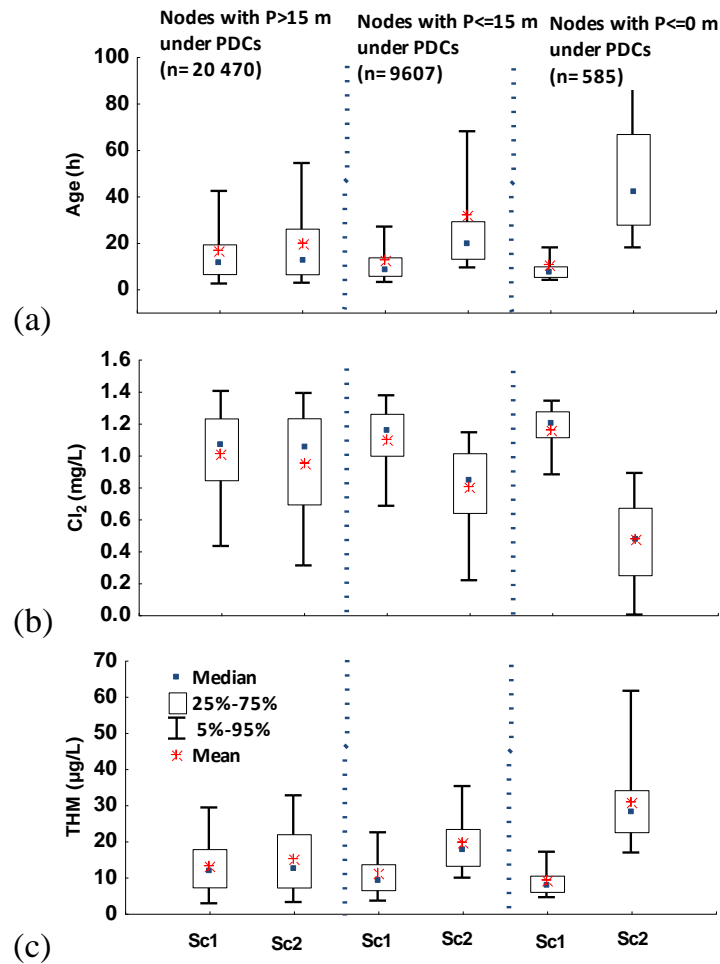 Nodes with P>15 m
under PDCs
(n= 20 470)
Nodes with P<=15 m
under PDCs
(n= 9607)
Nodes with P<=0 m
under PDCs
(n= 585)
100
80
60
40
20
0
Age (h)
(a)
1.6
1.4
1.2
1.0
0.8
0.6
0.4
0.2
0.0
Cl₂ (mg/L)
(b)
70
60
50
40
30
20
10
0
THM (µg/L)
Median
25%-75%
5%-95%
Mean
(c)
Sc1 Sc2 Sc1 Sc2 Sc1 Sc2